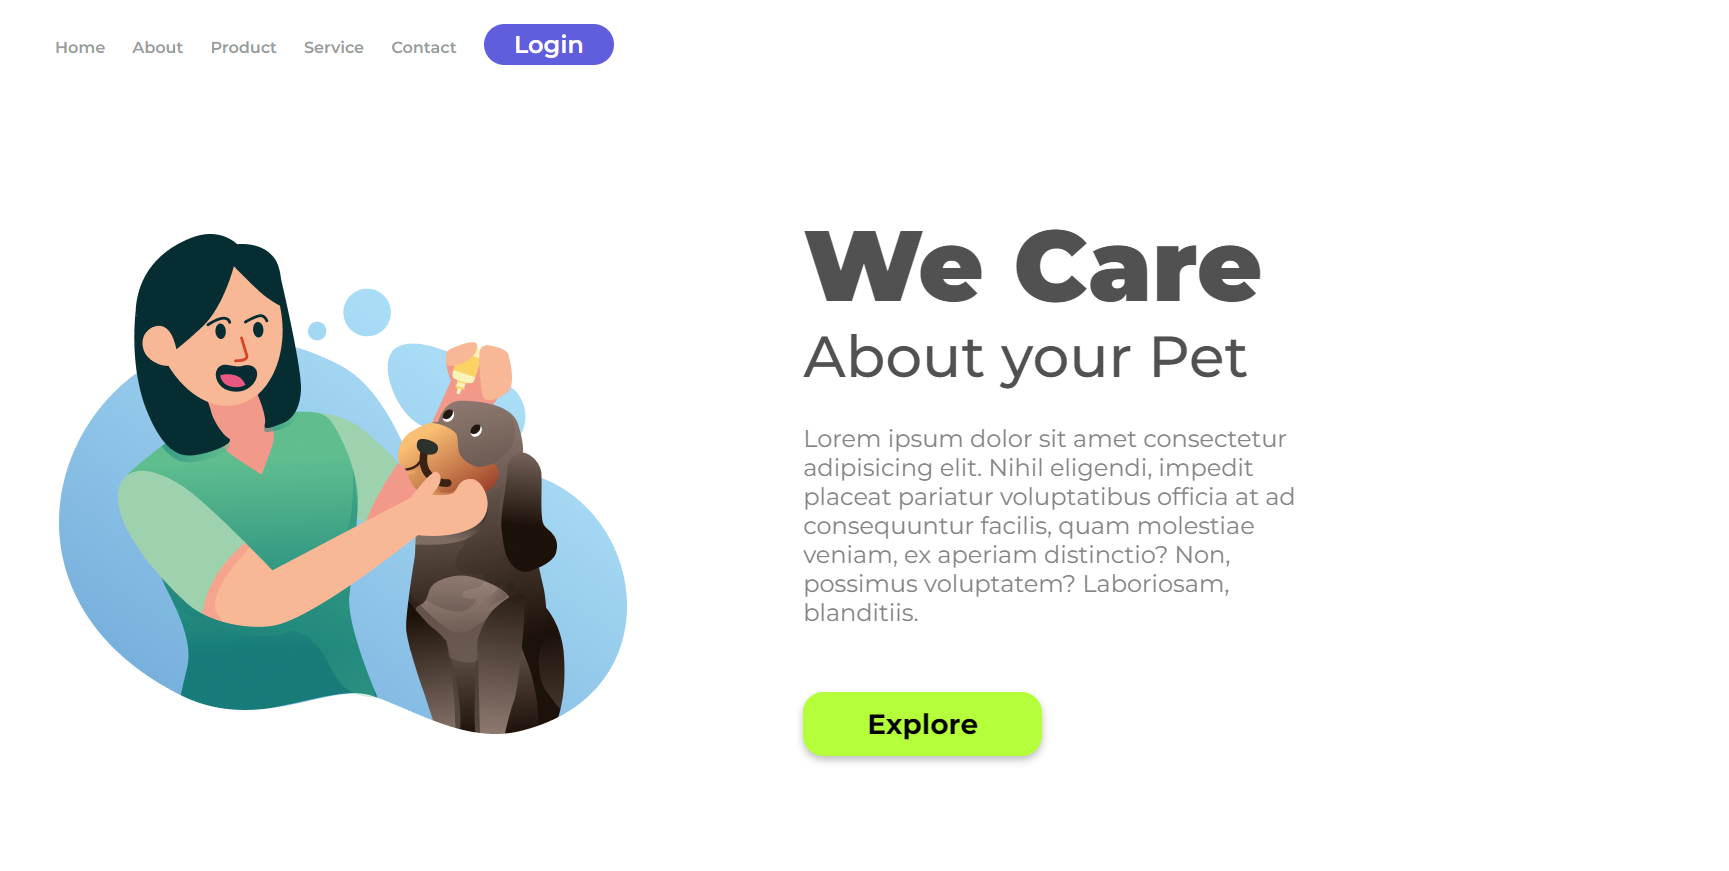 Home About Product Service Contact Login
We Care
About your Pet
Lorem ipsum dolor sit amet consectetur
adipisicing elit. Nihil eligendi, impedit
placeat pariatur voluptatibus officia at ad
consequuntur facilis, quam molestiae
veniam, ex aperiam distinctio? Non,
possimus voluptatem? Laboriosam,
blanditiis.
Explore